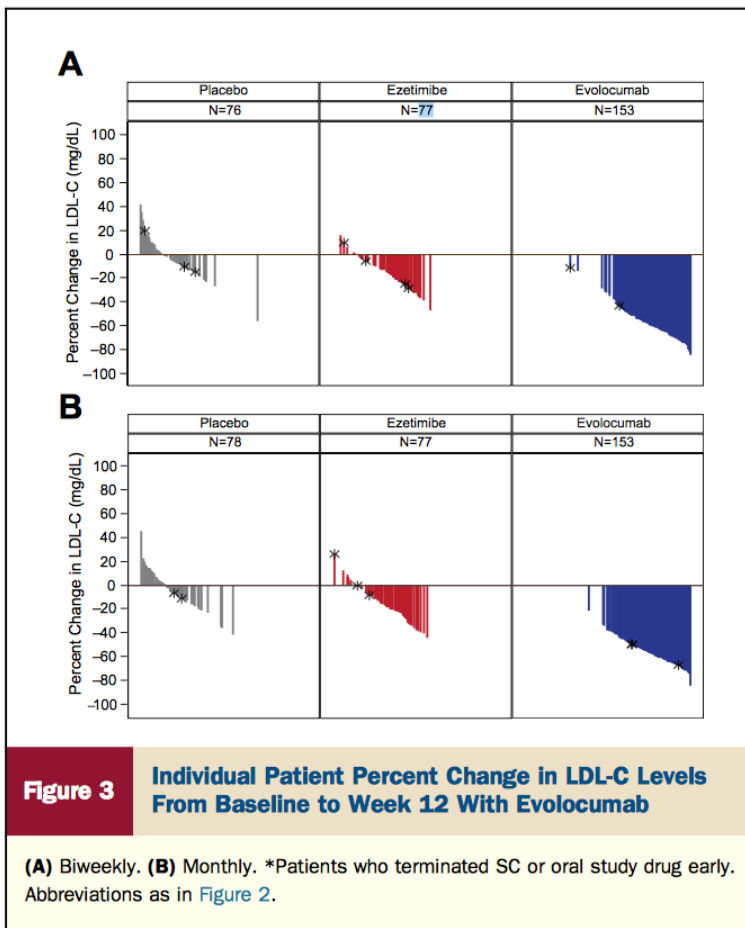 A
Placebo Ezetimibe Evolocumab
N=76 N=77 N=153
Percent Change in LDL-C (mg/dL)
100
80
60
40
20
0
−20
−40
−60
−80
−100
B
Placebo Ezetimibe Evolocumab
N=78 N=77 N=153
Percent Change in LDL-C (mg/dL)
100
80
60
40
20
0
−20
−40
−60
−80
−100
Figure 3
Individual Patient Percent Change in LDL-C Levels
From Baseline to Week 12 With Evolocumab
(A) Biweekly. (B) Monthly. *Patients who terminated SC or oral study drug early.
Abbreviations as in Figure 2.